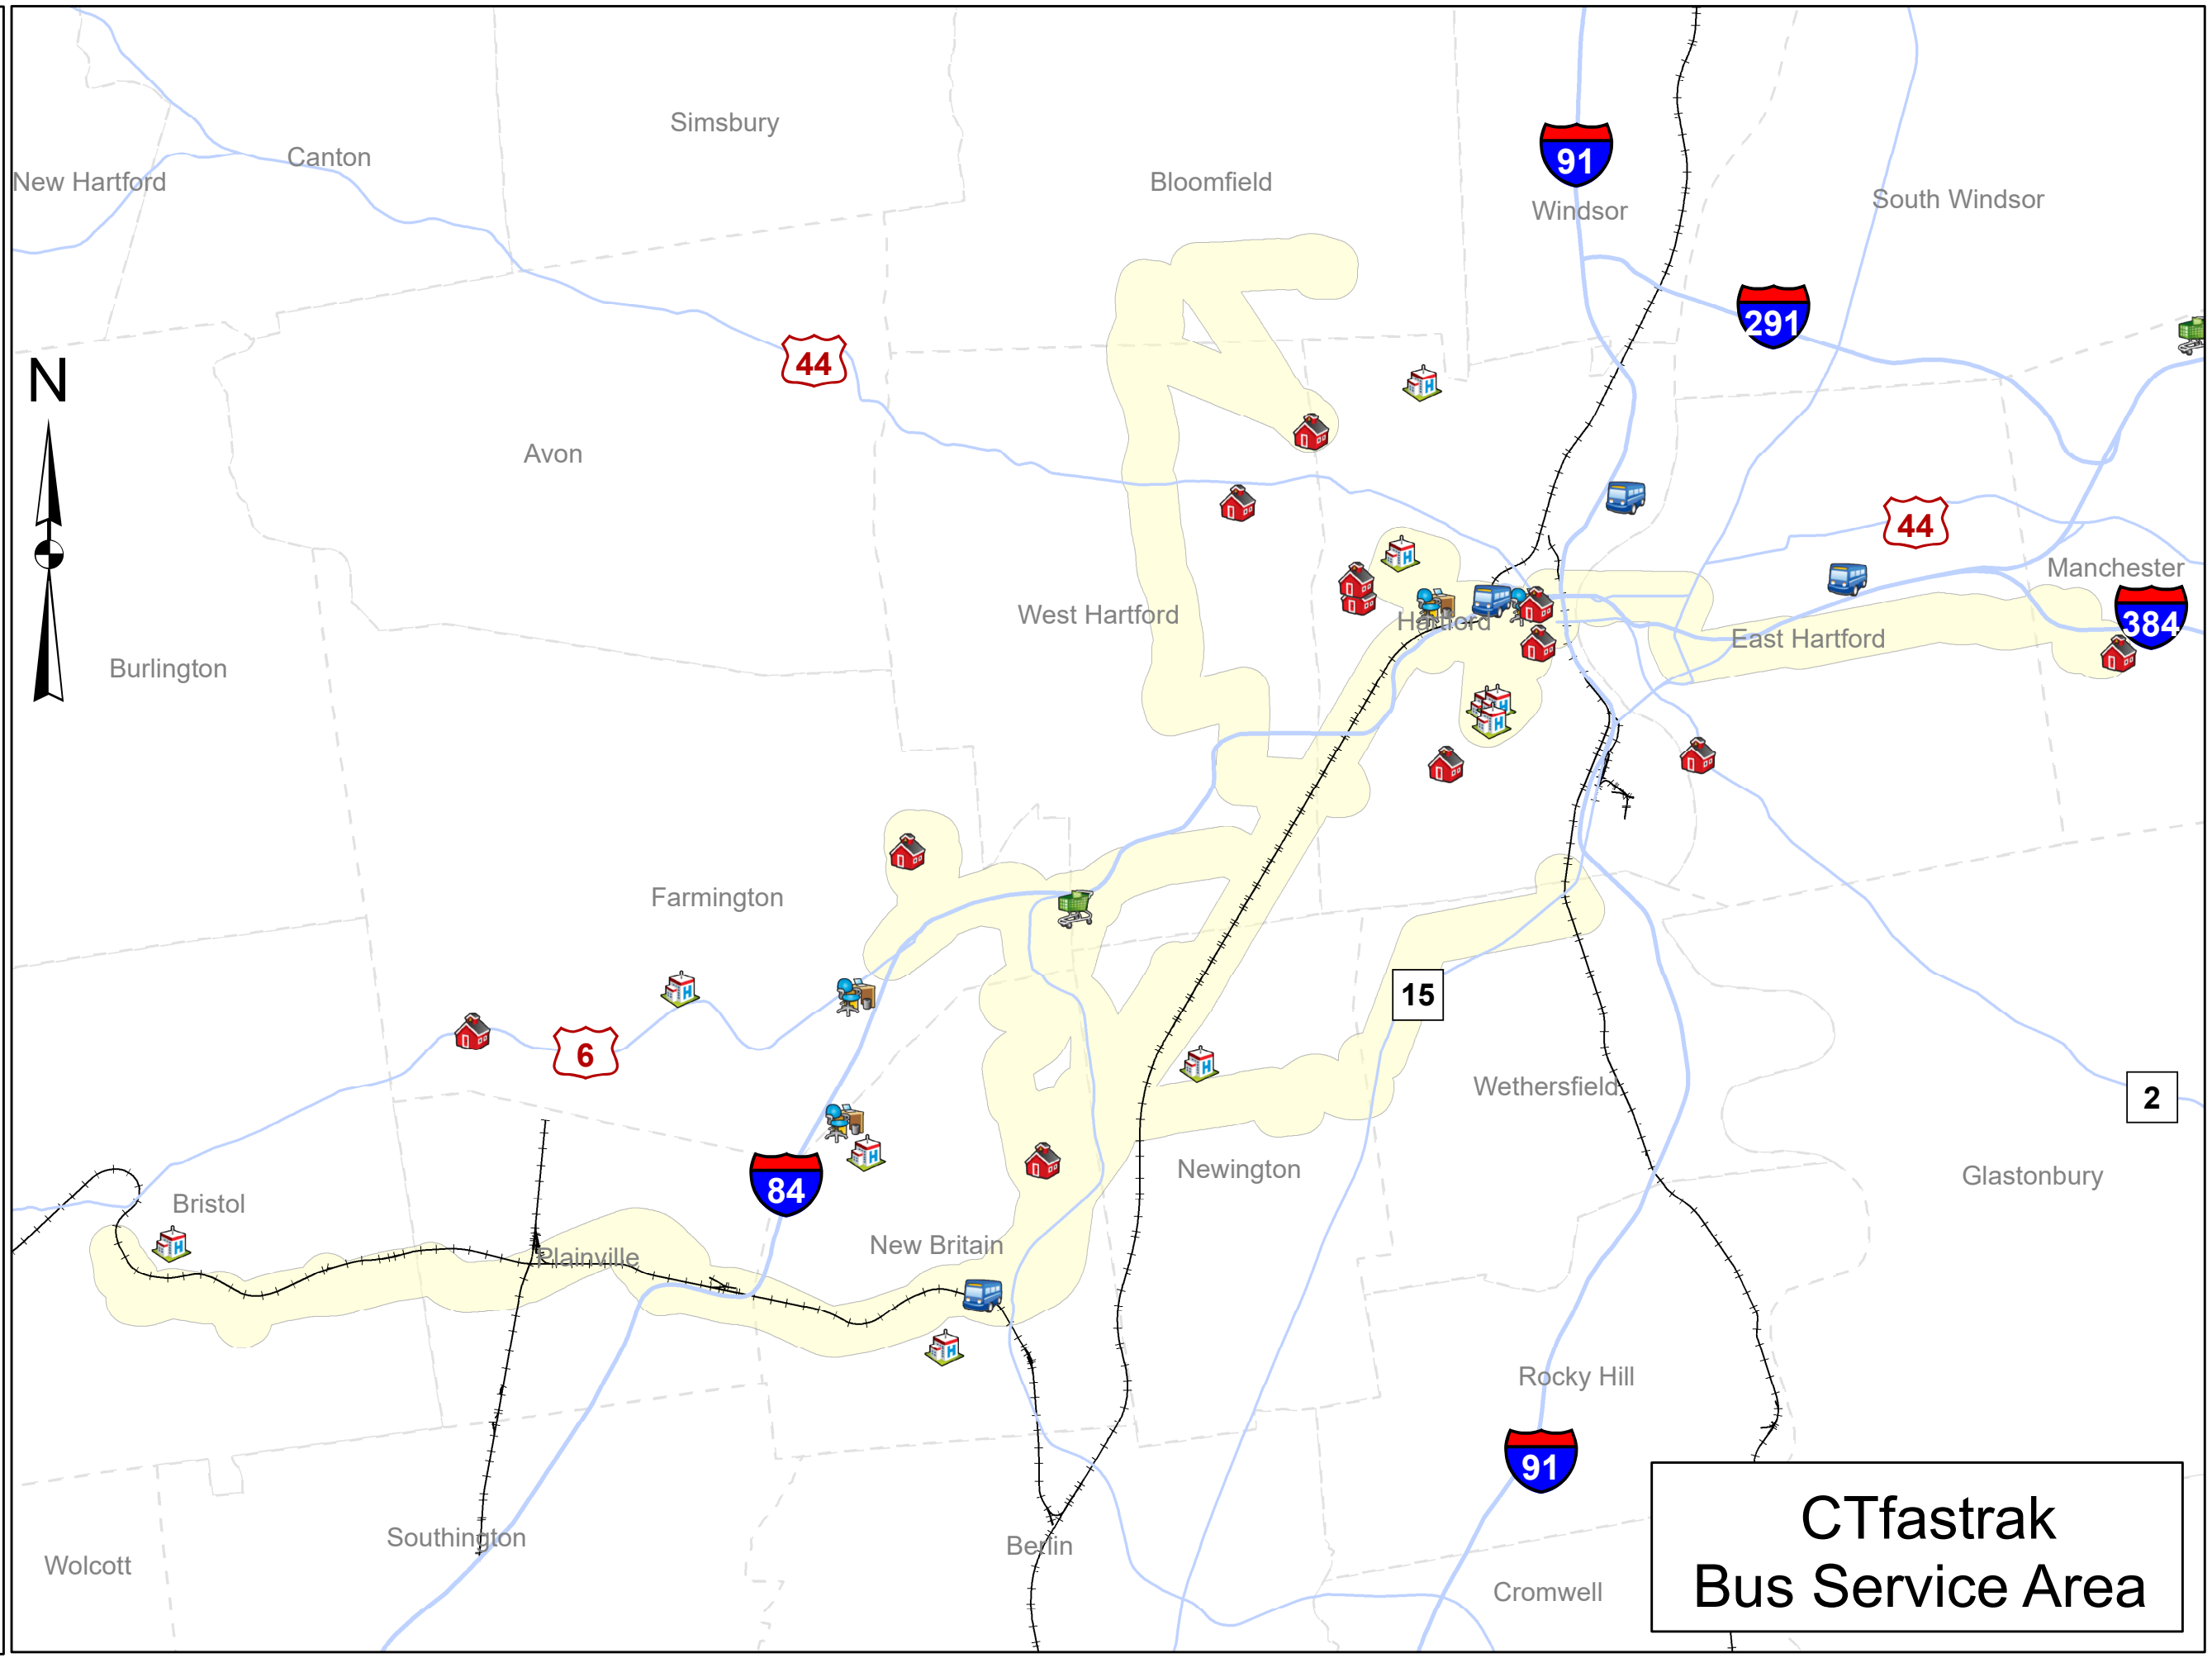 Simsbury
Canton
New Hartford
Bloomfield
91
Windsor
South Windsor
291
44
N
Avon
44
Manchester
West Hartford
Hartford
384
East Hartford
Burlington
Farmington
15
6
Wethersfield
2
Newington
Glastonbury
84
Bristol
New Britain
Plainville
Rocky Hill
91
CTfastrak
Bus Service Area
Southington
Berlin
Wolcott
Cromwell
H
H
H
H
H
H
H
H
H